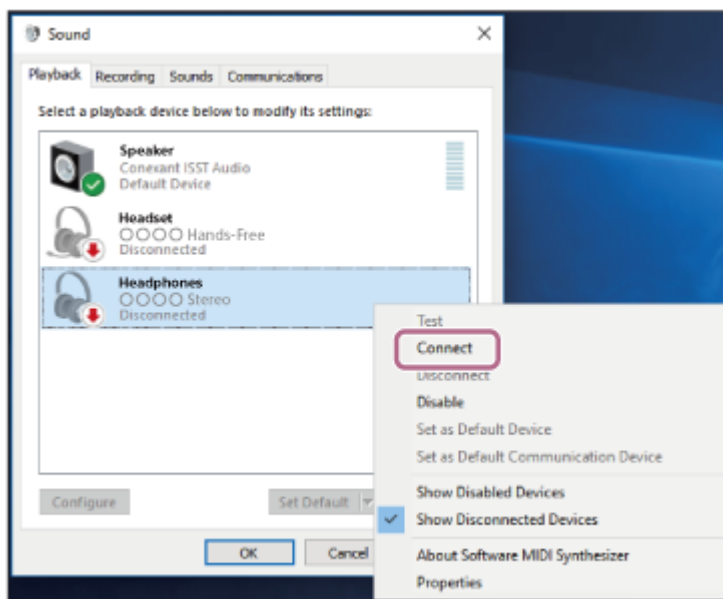 Sound
Playback Recording Sounds Communications
Select a playback device below to modify its settings:
Speaker
Conexant ISST Audio
Default Device
Headset
○○○○ Hands-Free
Disconnected
Headphones
○○○○ Stereo
Disconnected
Test
Connect
Disconnect
Disable
Set as Default Device
Set as Default Communication Device
Show Disabled Devices
Show Disconnected Devices
About Software MIDI Synthesizer
Properties
Configure Set Default
OK Cancel